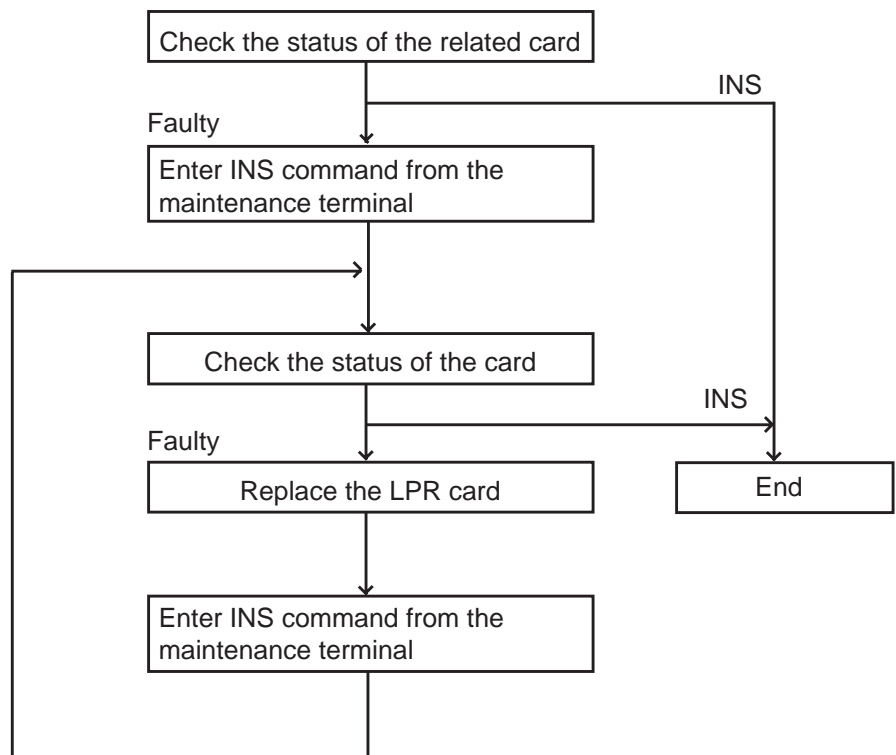 Check the status of the related card
INS
Faulty
Enter INS command from the
maintenance terminal
Check the status of the card
INS
Faulty
Replace the LPR card
End
Enter INS command from the
maintenance terminal